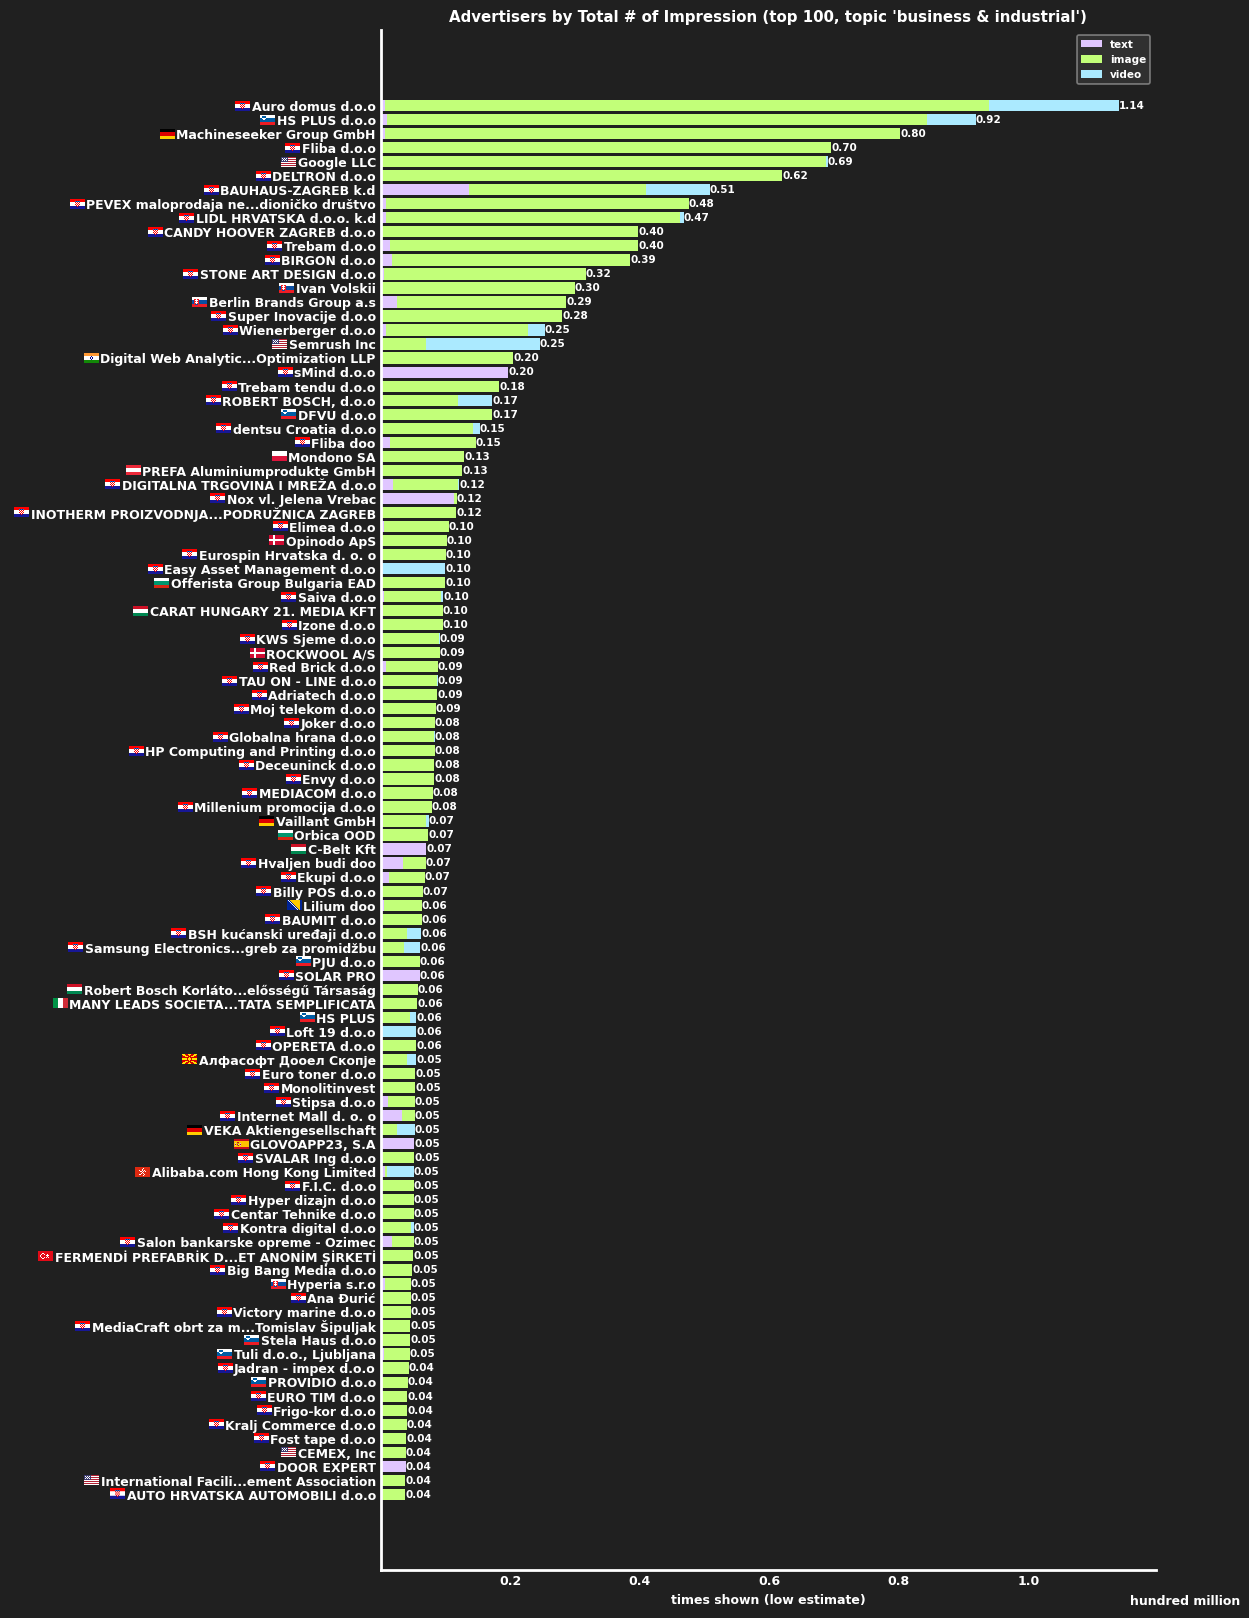 Advertisers by Total # of Impression (top 100, topic 'business & industrial')
text
image
video
Auro domus d.o.o 1.14
HS PLUS d.o.o 0.92
Machineseeker Group GmbH 0.80
Fliba d.o.o 0.70
Google LLC 0.69
DELTRON d.o.o 0.62
BAUHAUS-ZAGREB k.d 0.51
PEVEX maloprodaja ne...dioničko društvo 0.48
LIDL HRVATSKA d.o.o. k.d 0.47
CANDY HOOVER ZAGREB d.o.o 0.40
Trebam d.o.o 0.40
BIRGON d.o.o 0.39
STONE ART DESIGN d.o.o 0.32
Ivan Volskii 0.30
Berlin Brands Group a.s 0.29
Super Inovacije d.o.o 0.28
Wienerberger d.o.o 0.25
Semrush Inc 0.25
Digital Web Analytic...Optimization LLP 0.20
sMind d.o.o 0.20
Trebam tendu d.o.o 0.18
ROBERT BOSCH, d.o.o 0.17
DFVU d.o.o 0.17
dentsu Croatia d.o.o 0.15
Fliba doo 0.15
Mondono SA 0.13
PREFA Aluminiumprodukte GmbH 0.13
DIGITALNA TRGOVINA I MREŽA d.o.o 0.12
Nox vl. Jelena Vrebac 0.12
INOTHERM PROIZVODNJA...PODRUŽNICA ZAGREB 0.12
Elimea d.o.o 0.10
Opinodo ApS 0.10
Eurospin Hrvatska d. o. o 0.10
Easy Asset Management d.o.o 0.10
Offerista Group Bulgaria EAD 0.10
Saiva d.o.o 0.10
CARAT HUNGARY 21. MEDIA KFT 0.10
Izone d.o.o 0.10
KWS Sjeme d.o.o 0.09
ROCKWOOL A/S 0.09
Red Brick d.o.o 0.09
TAU ON - LINE d.o.o 0.09
Adriatech d.o.o 0.09
Moj telekom d.o.o 0.09
Joker d.o.o 0.08
Globalna hrana d.o.o 0.08
HP Computing and Printing d.o.o 0.08
Deceuninck d.o.o 0.08
Envy d.o.o 0.08
MEDIACOM d.o.o 0.08
Millenium promocija d.o.o 0.08
Vaillant GmbH 0.07
Orbica OOD 0.07
C-Belt Kft 0.07
Hvaljen budi doo 0.07
Ekupi d.o.o 0.07
Billy POS d.o.o 0.07
Lilium doo 0.06
BAUMIT d.o.o 0.06
BSH kućanski uređaji d.o.o 0.06
Samsung Electronics...greb za promidžbu 0.06
PJU d.o.o 0.06
SOLAR PRO 0.06
Robert Bosch Korláto...elősségű Társaság 0.06
MANY LEADS SOCIETA...TATA SEMPLIFICATA 0.06
HS PLUS 0.06
Loft 19 d.o.o 0.06
OPERETA d.o.o 0.06
Алфасофт Дооел Скопје 0.05
Euro toner d.o.o 0.05
Monolitinvest 0.05
Stipsa d.o.o 0.05
Internet Mall d. o. o 0.05
VEKA Aktiengesellschaft 0.05
GLOVOAPP23, S.A 0.05
SVALAR Ing d.o.o 0.05
Alibaba.com Hong Kong Limited 0.05
F.I.C. d.o.o 0.05
Hyper dizajn d.o.o 0.05
Centar Tehnike d.o.o 0.05
Kontra digital d.o.o 0.05
Salon bankarske opreme - Ozimec 0.05
FERMENDİ PREFABRİK D...ET ANONİM ŞİRKETİ 0.05
Big Bang Media d.o.o 0.05
Hyperia s.r.o 0.05
Ana Đurić 0.05
Victory marine d.o.o 0.05
MediaCraft obrt za m...Tomislav Šipuljak 0.05
Stela Haus d.o.o 0.05
Tuli d.o.o., Ljubljana 0.05
Jadran - impex d.o.o 0.04
PROVIDIO d.o.o 0.04
EURO TIM d.o.o 0.04
Frigo-kor d.o.o 0.04
Kralj Commerce d.o.o 0.04
Fost tape d.o.o 0.04
CEMEX, Inc 0.04
DOOR EXPERT 0.04
International Facili...ement Association 0.04
AUTO HRVATSKA AUTOMOBILI d.o.o 0.04
0.2 0.4 0.6 0.8 1.0
times shown (low estimate)
hundred million